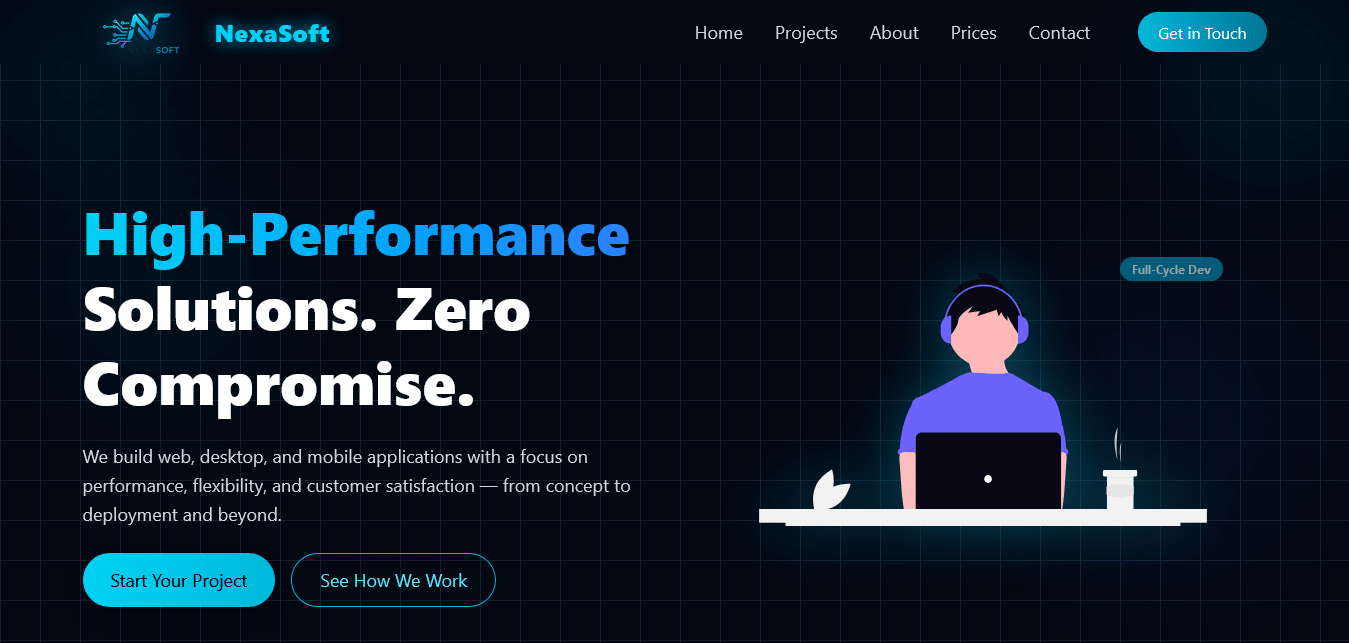 SOFT
NexaSoft
Home
Projects
About
Prices
Contact
Get in Touch
High-Performance
Solutions. Zero
Compromise.
Full-Cycle Dev
We build web, desktop, and mobile applications with a focus on
performance, flexibility, and customer satisfaction — from concept to
deployment and beyond.
Start Your Project
See How We Work